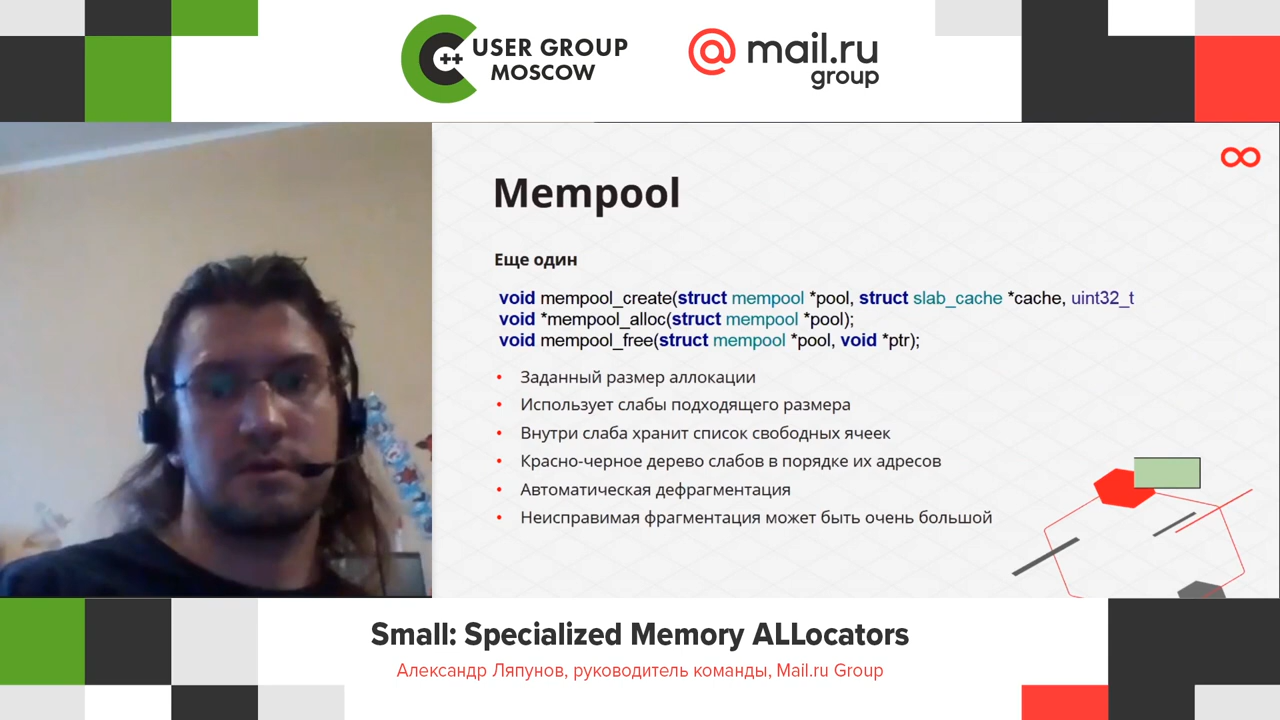 C++ USER GROUP
MOSCOW
@mail.ru
group
Mempool
Еще один
void mempool_create(struct mempool *pool, struct slab_cache *cache, uint32_t
void *mempool_alloc(struct mempool *pool);
void mempool_free(struct mempool *pool, void *ptr);
• Заданный размер аллокации
• Использует слабы подходящего размера
• Внутри слаба хранит список свободных ячеек
• Красно-черное дерево слабов в порядке их адресов
• Автоматическая дефрагментация
• Неисправимая фрагментация может быть очень большой
Small: Specialized Memory ALLocators
Александр Ляпунов, руководитель команды, Mail.ru Group